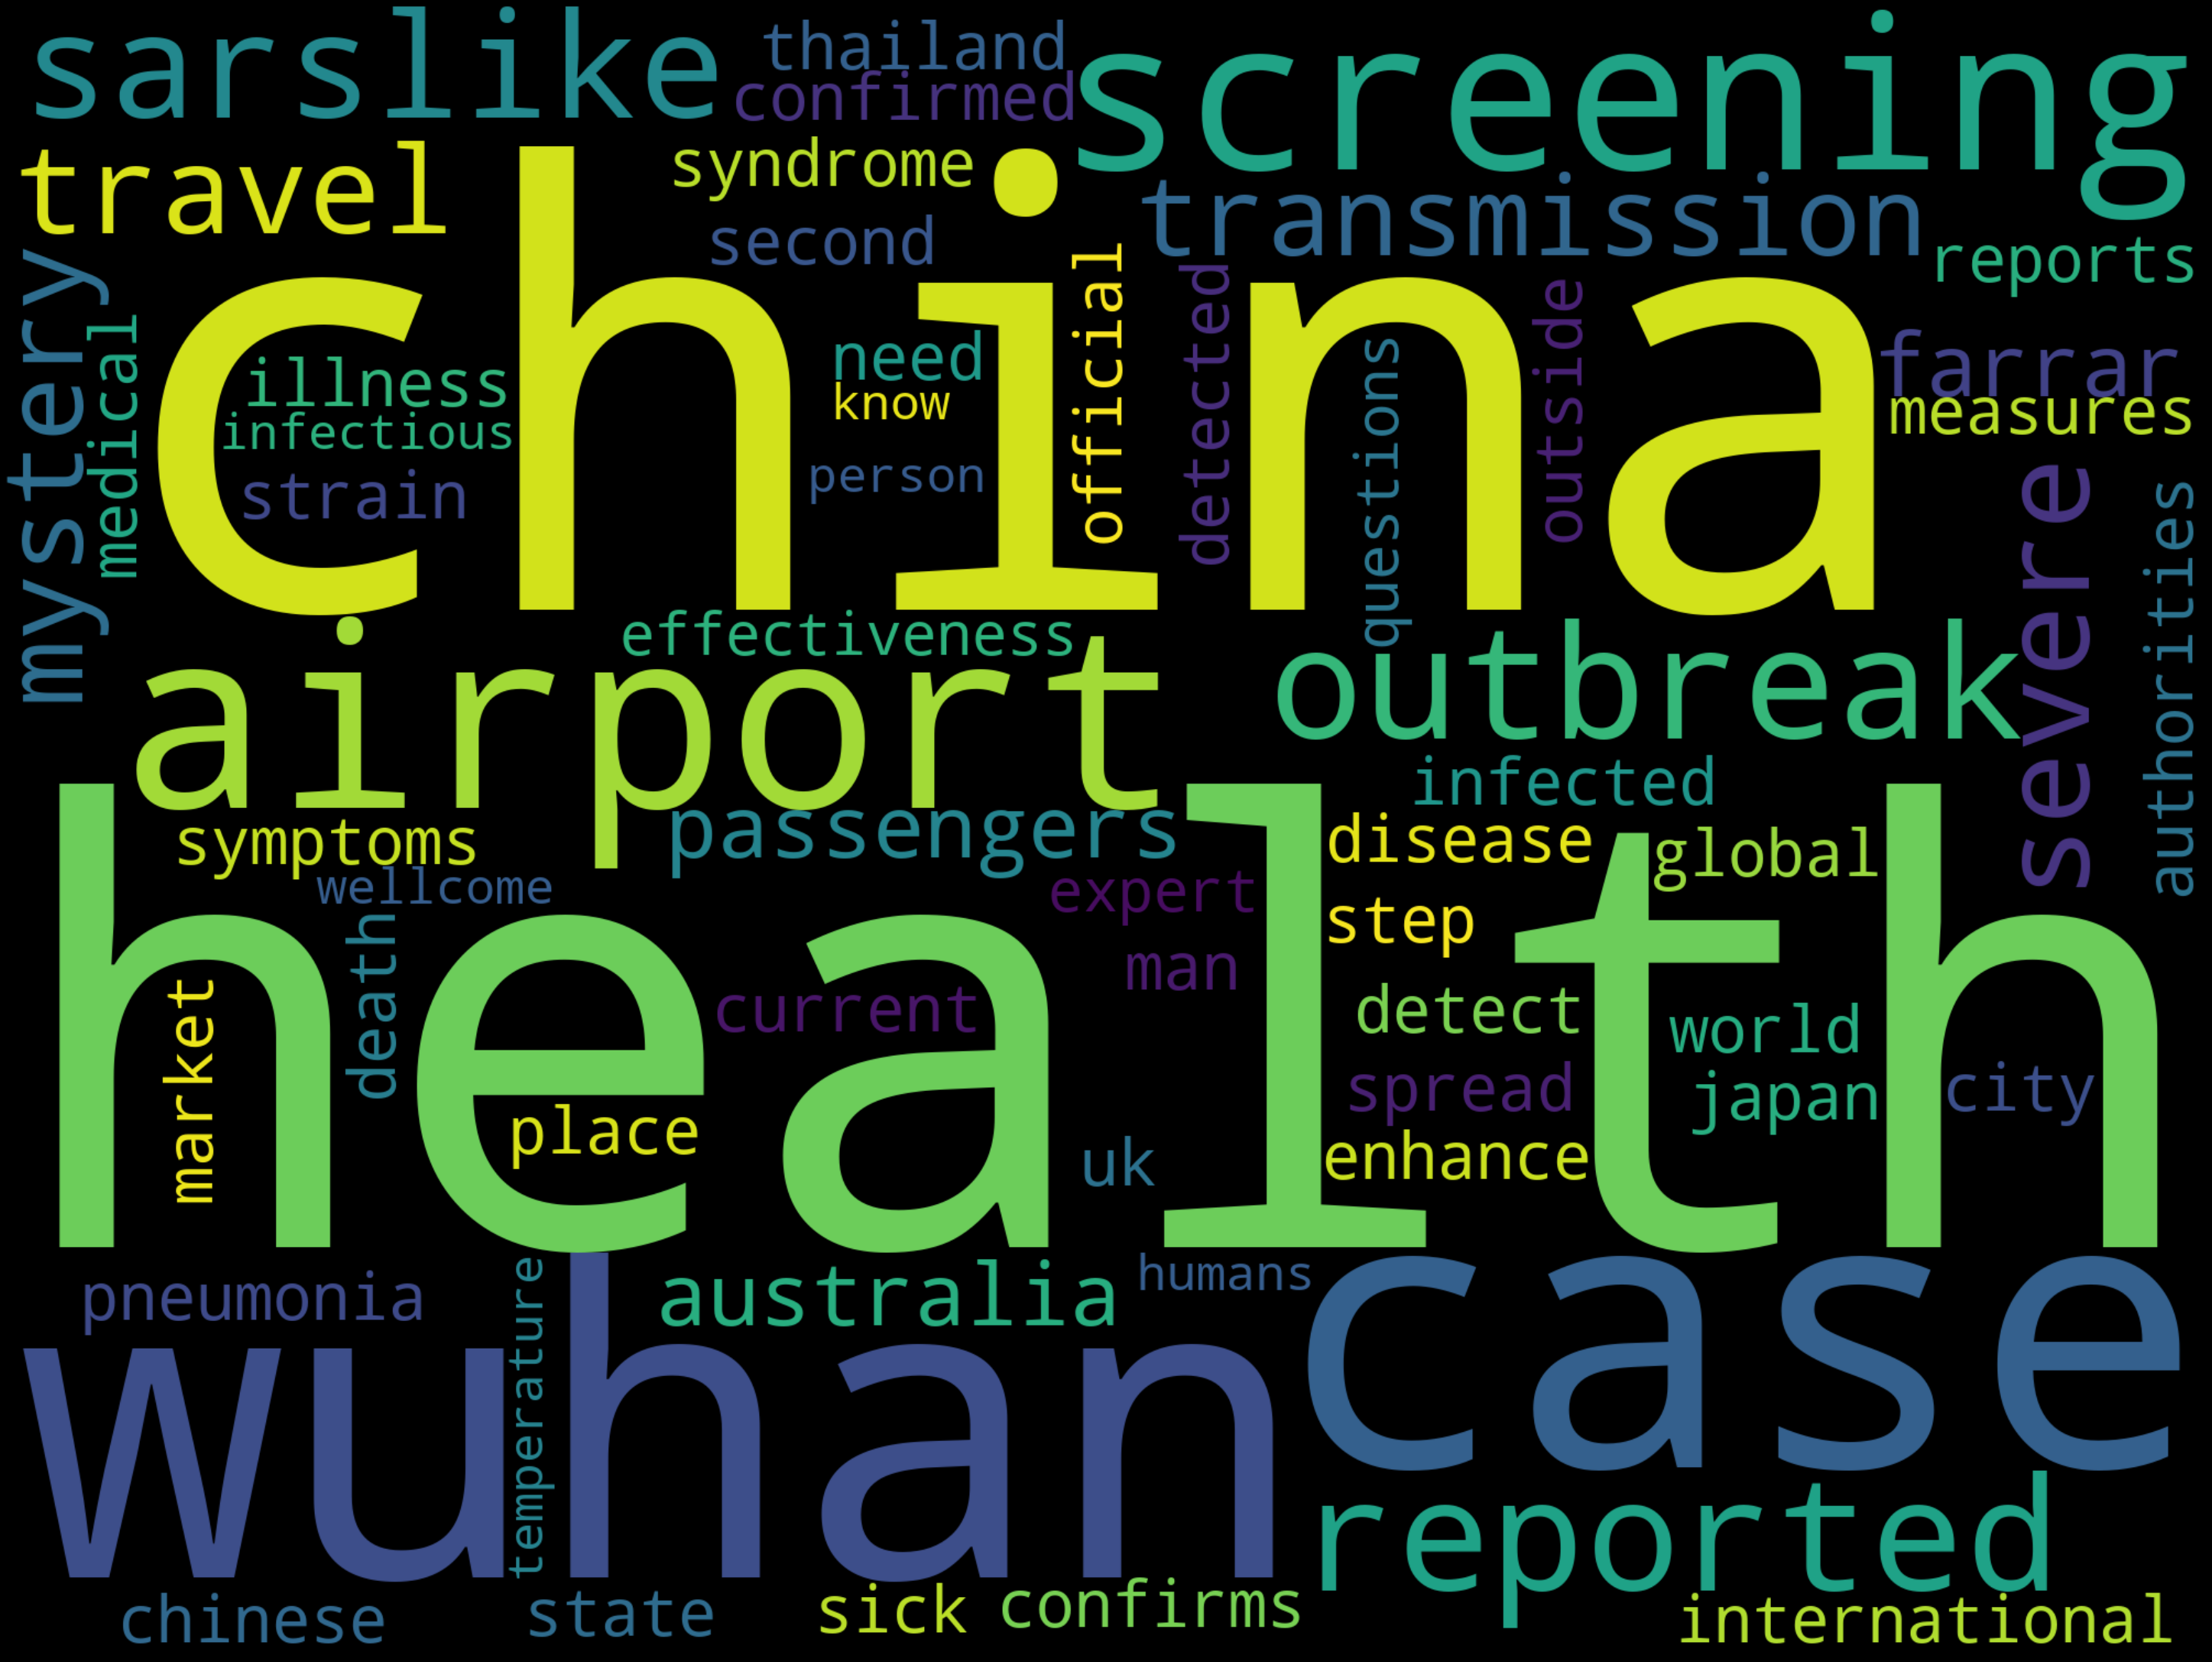 sarslike
thailand
screening
confirmed
travel
syndrome
transmission
second
reports
mystery
medical
china
official
detected
questions
outside
illness
need
farrar
infectious
know
measures
strain
person
severe
authorities
effectiveness
airport
outbreak
infected
symptoms
passengers
disease
global
wellcome
expert
step
health
death
man
market
current
detect
world
spread
japan
city
place
uk
enhance
pneumonia
temperature
australia
humans
case
wuhan
reported
chinese
state
sick
confirms
international